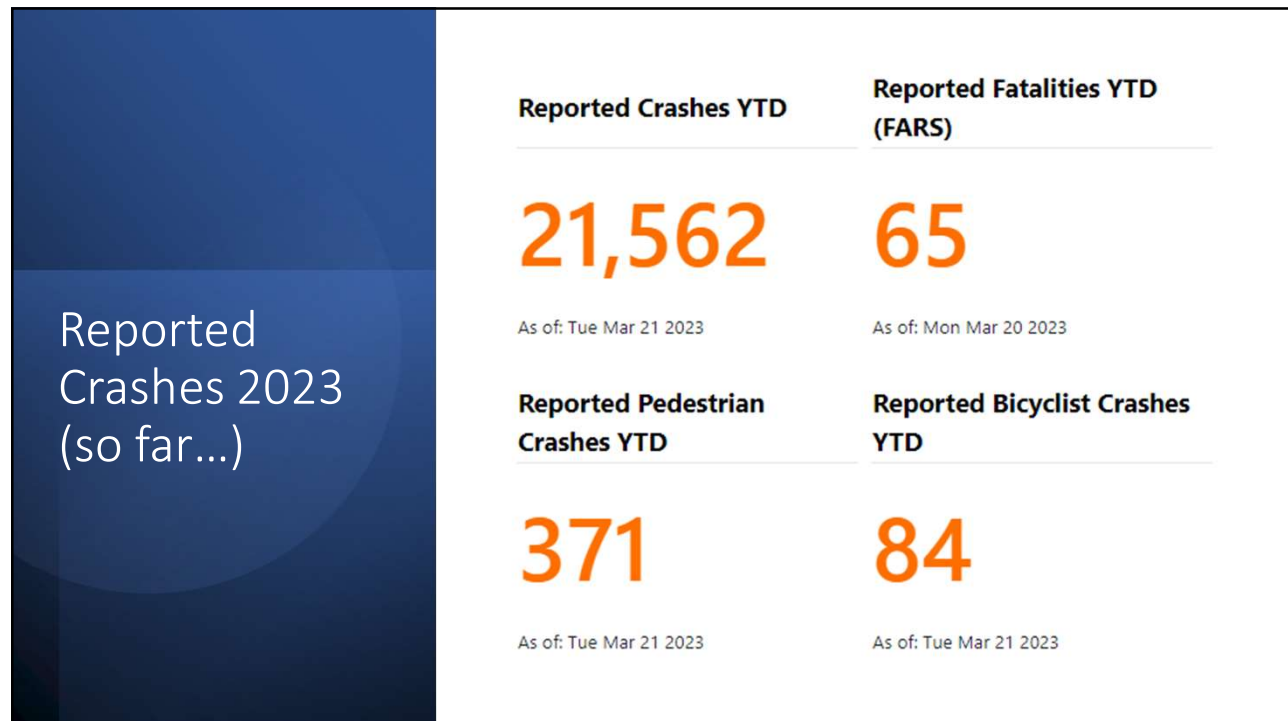 Reported
Crashes 2023
(so far…)
Reported Crashes YTD
21,562
As of: Tue Mar 21 2023
Reported Fatalities YTD
(FARS)
65
As of: Mon Mar 20 2023
Reported Pedestrian
Crashes YTD
371
As of: Tue Mar 21 2023
Reported Bicyclist Crashes
YTD
84
As of: Tue Mar 21 2023